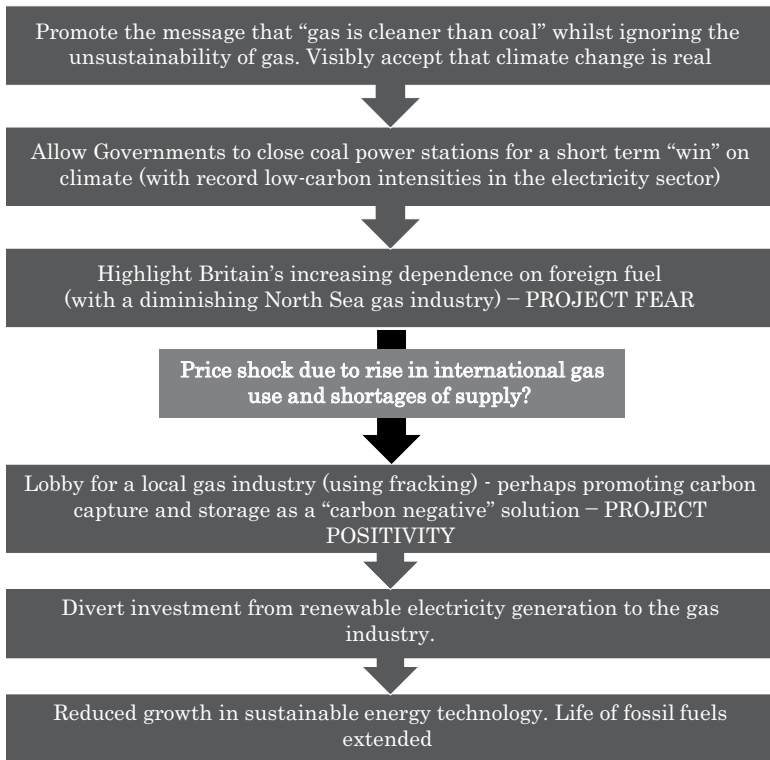 Promote the message that “gas is cleaner than coal” whilst ignoring the
unsustainability of gas. Visibly accept that climate change is real
Allow Governments to close coal power stations for a short term “win” on
climate (with record low-carbon intensities in the electricity sector)
Highlight Britain’s increasing dependence on foreign fuel
(with a diminishing North Sea gas industry) – PROJECT FEAR
Price shock due to rise in international gas
use and shortages of supply?
Lobby for a local gas industry (using fracking) - perhaps promoting carbon
capture and storage as a “carbon negative” solution – PROJECT
POSITIVITY
Divert investment from renewable electricity generation to the gas
industry.
Reduced growth in sustainable energy technology. Life of fossil fuels
extended